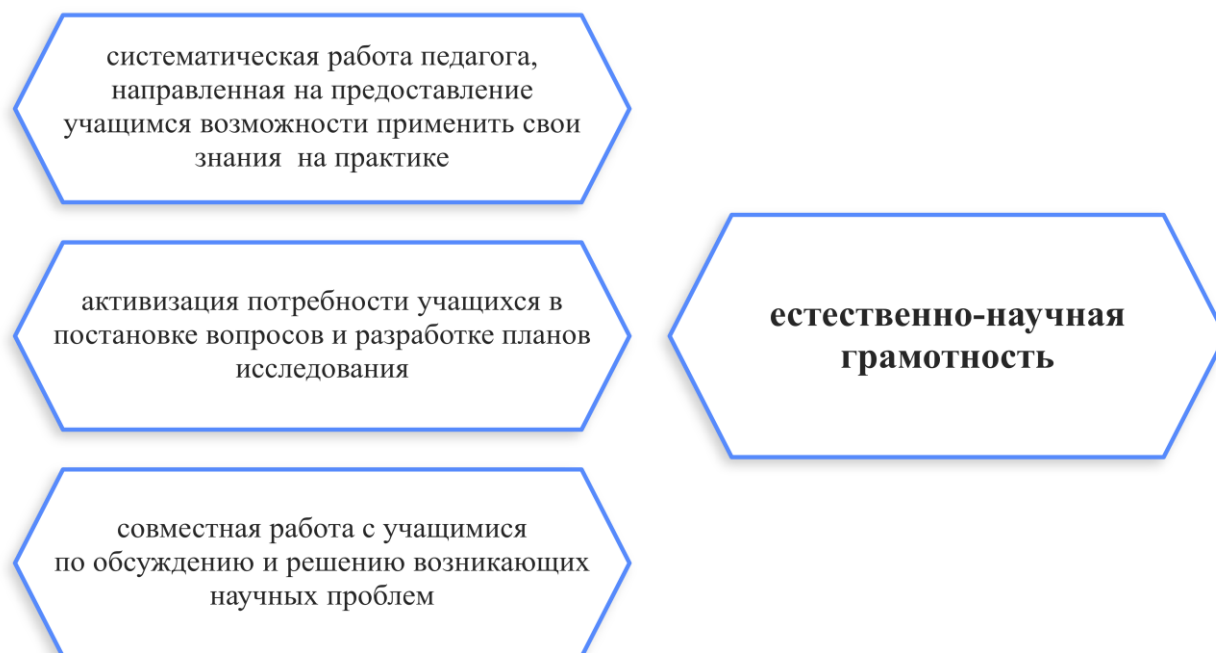 систематическая работа педагога,
направленная на предоставление
учащимся возможности применить свои
знания на практике
активизация потребности учащихся в
постановке вопросов и разработке планов
исследования
совместная работа с учащимися
по обсуждению и решению возникающих
научных проблем
естественно-научная
грамотность